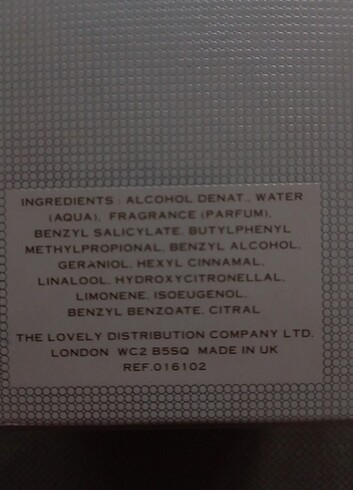 INGREDIENTS : ALCOHOL DENAT., WATER
(AQUA), FRAGRANCE (PARFUM),
BENZYL SALICYLATE, BUTYLPHENYL
METHYLPROPIONAL, BENZYL ALCOHOL,
GERANIOL, HEXYL CINNAMAL,
LINALOOL, HYDROXYCITRONELLAL,
LIMONENE, ISOEUGENOL,
BENZYL BENZOATE, CITRAL
THE LOVELY DISTRIBUTION COMPANY LTD.
LONDON WC2 B5SQ MADE IN UK
REF.016102